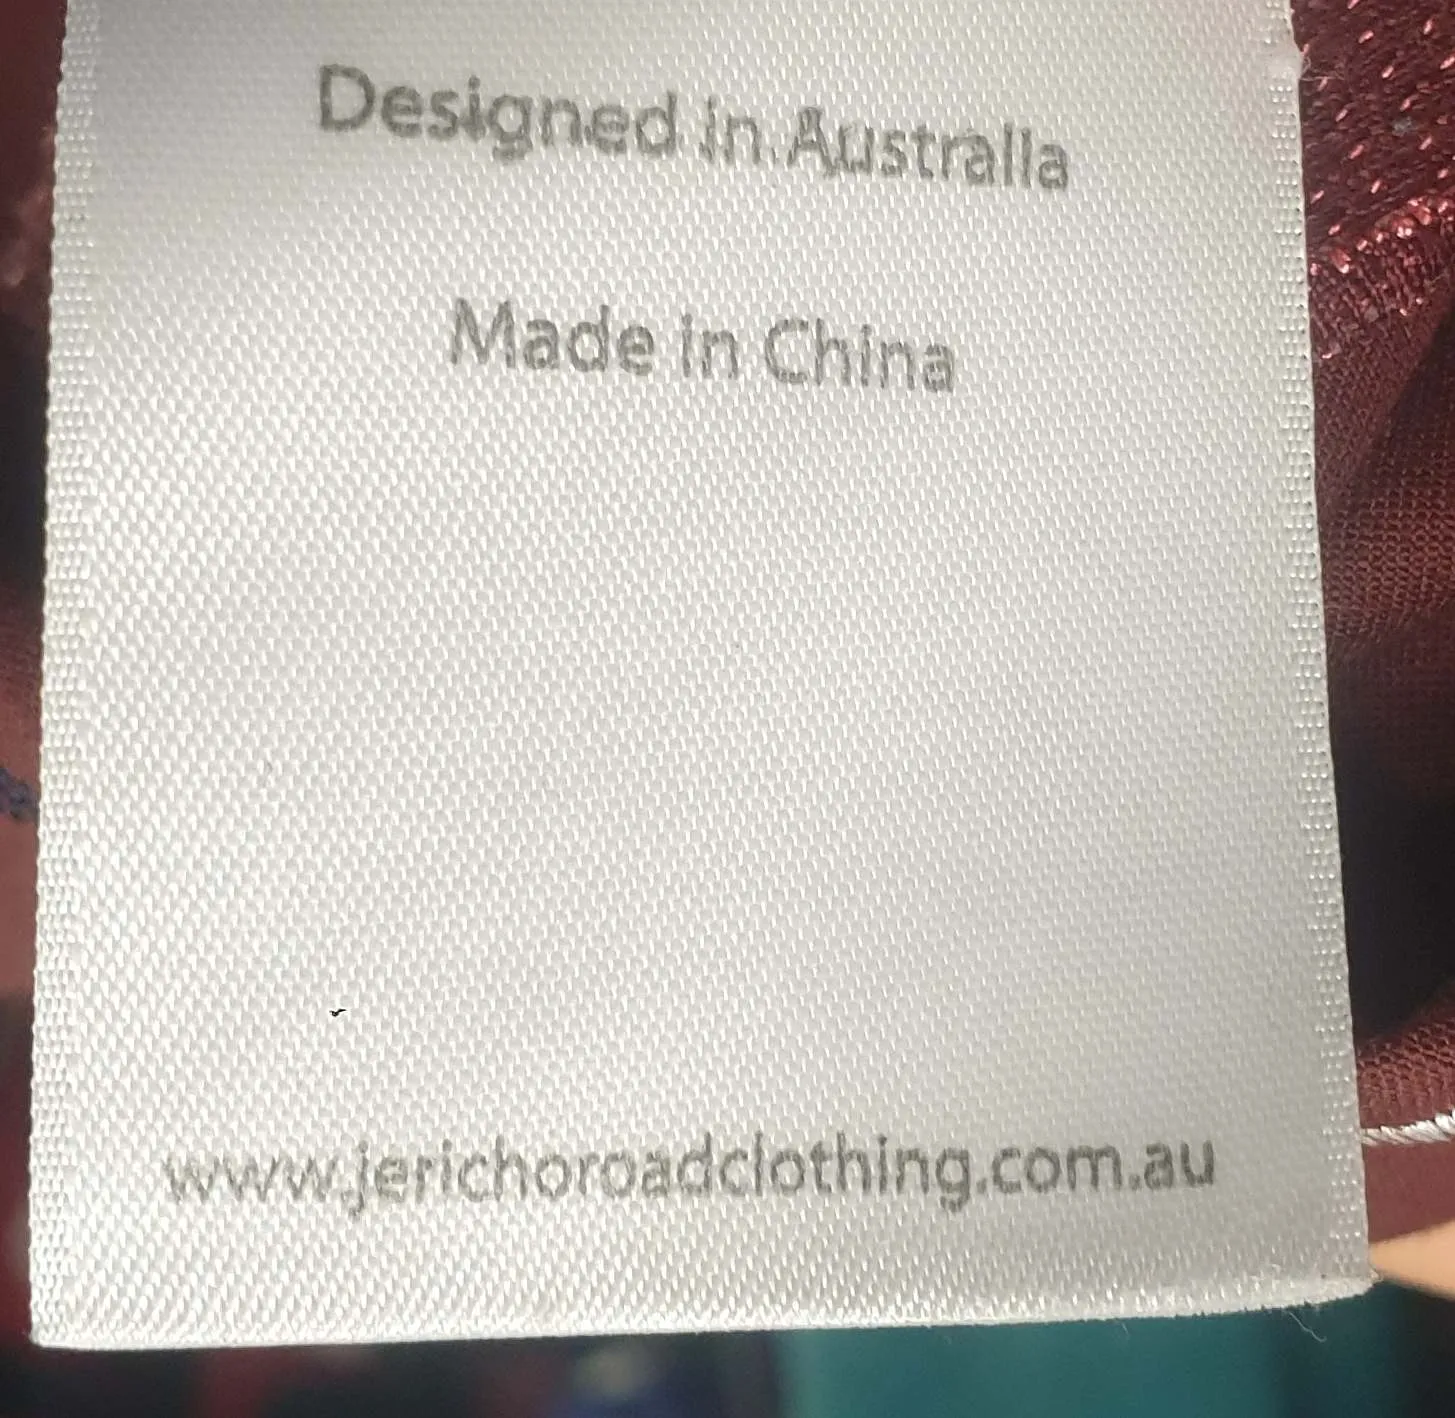 Designed in Australia
Made in China
www.jerichoroadclothing.com.au